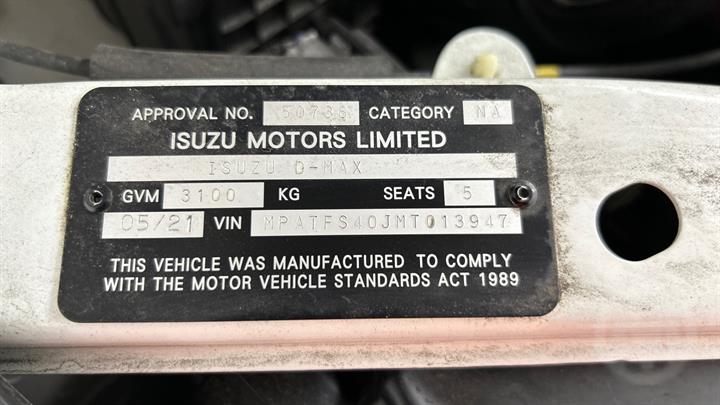 APPROVAL NO. 50736 CATEGORY NA
ISUZU MOTORS LIMITED
ISUZU D-MAX
GVM 3100 KG SEATS 5
05/21 VIN MPATFS40JMT013947
THIS VEHICLE WAS MANUFACTURED TO COMPLY
WITH THE MOTOR VEHICLE STANDARDS ACT 1989